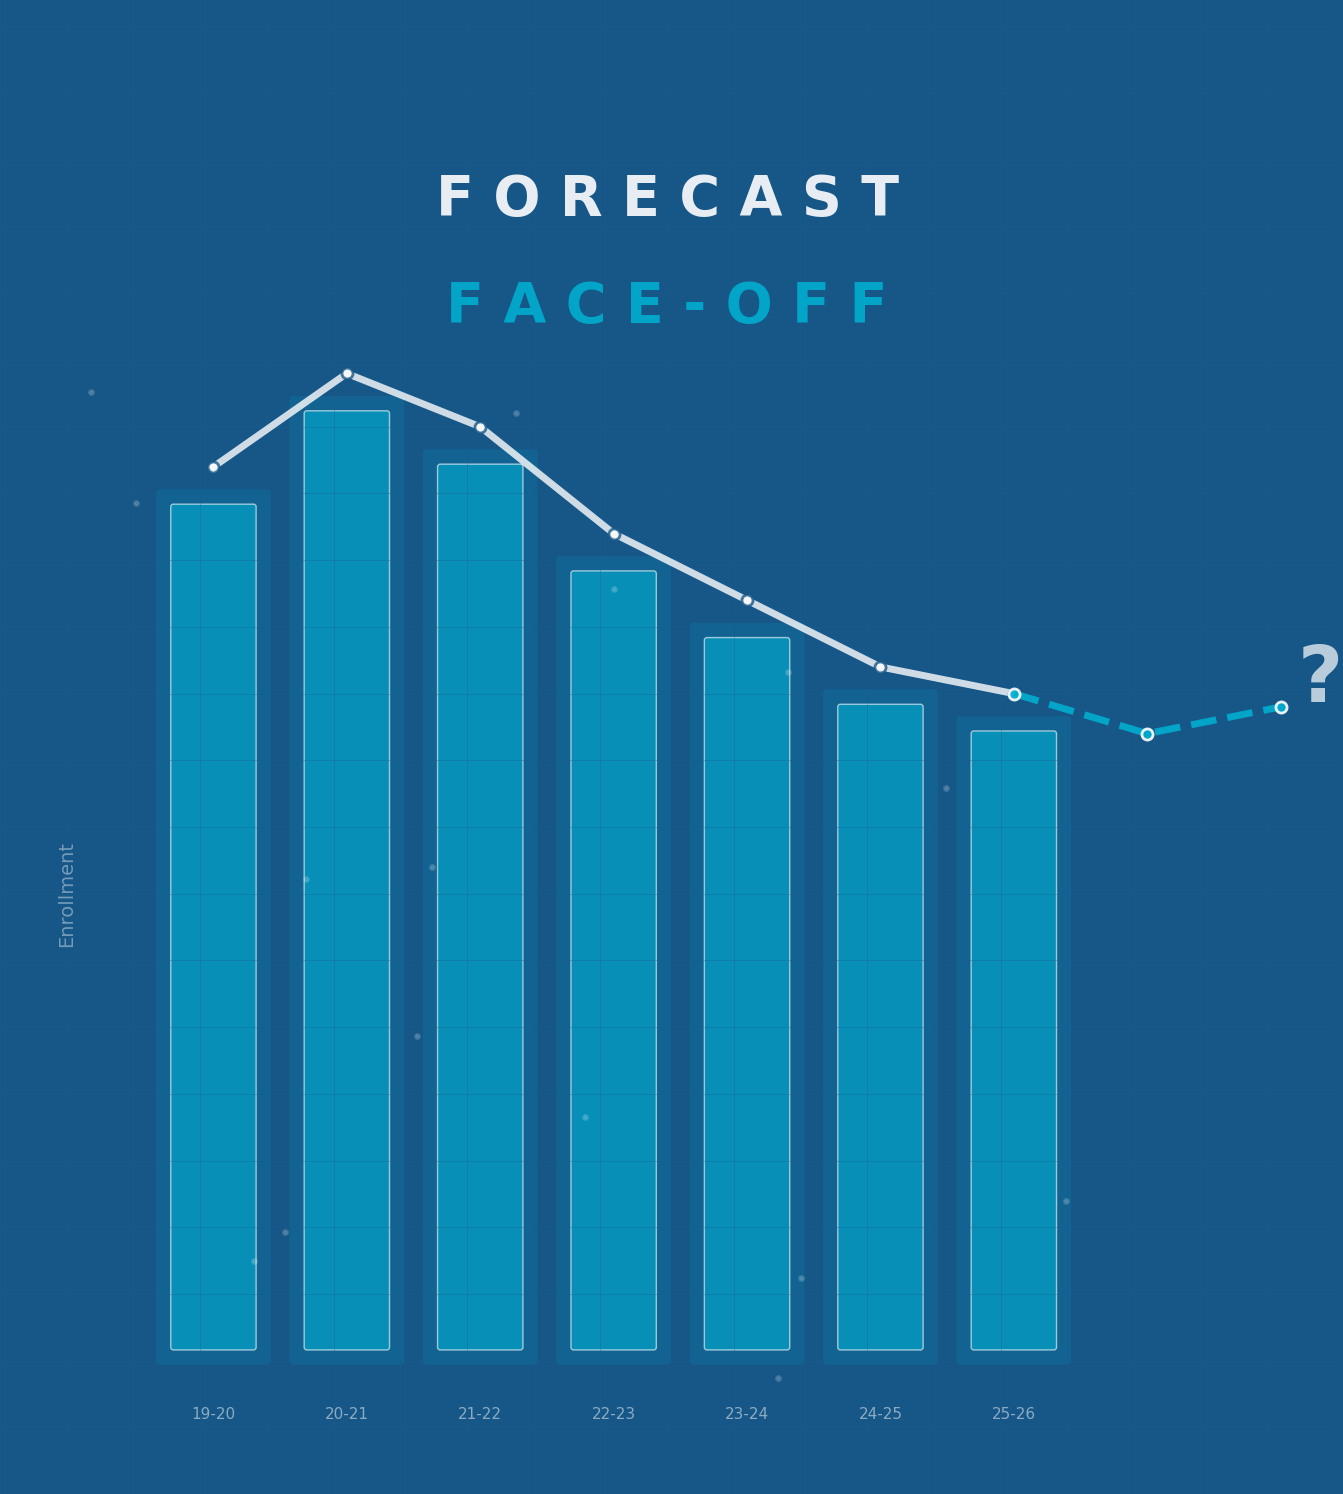 FORECAST
FACE-OFF
?
Enrollment
19-20 20-21 21-22 22-23 23-24 24-25 25-26